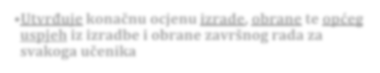 •Utvrđuje konačnu ocjenu izrade, obrane te općeg
uspjeh iz izradbe i obrane završnog rada za
svakoga učenika